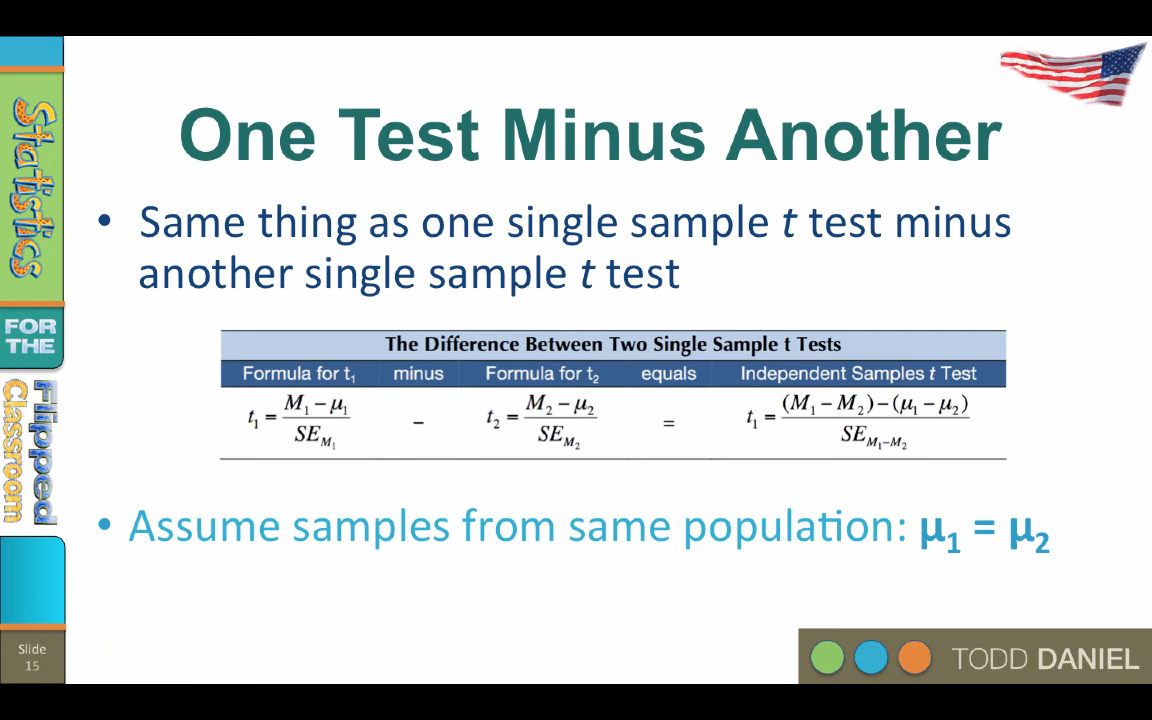 One Test Minus Another
• Same thing as one single sample t test minus
another single sample t test
The Difference Between Two Single Sample t Tests
Formula for t₁ minus Formula for t₂ equals Independent Samples t Test
t₁ = (M₁ − μ₁) / SE_M₁ − t₂ = (M₂ − μ₂) / SE_M₂ = t₁ = ((M₁ − M₂) − (μ₁ − μ₂)) / SE_M₁−M₂
• Assume samples from same population: μ₁ = μ₂
Statistics
FOR
THE
Flipped
Classroom
Slide
15
TODD DANIEL